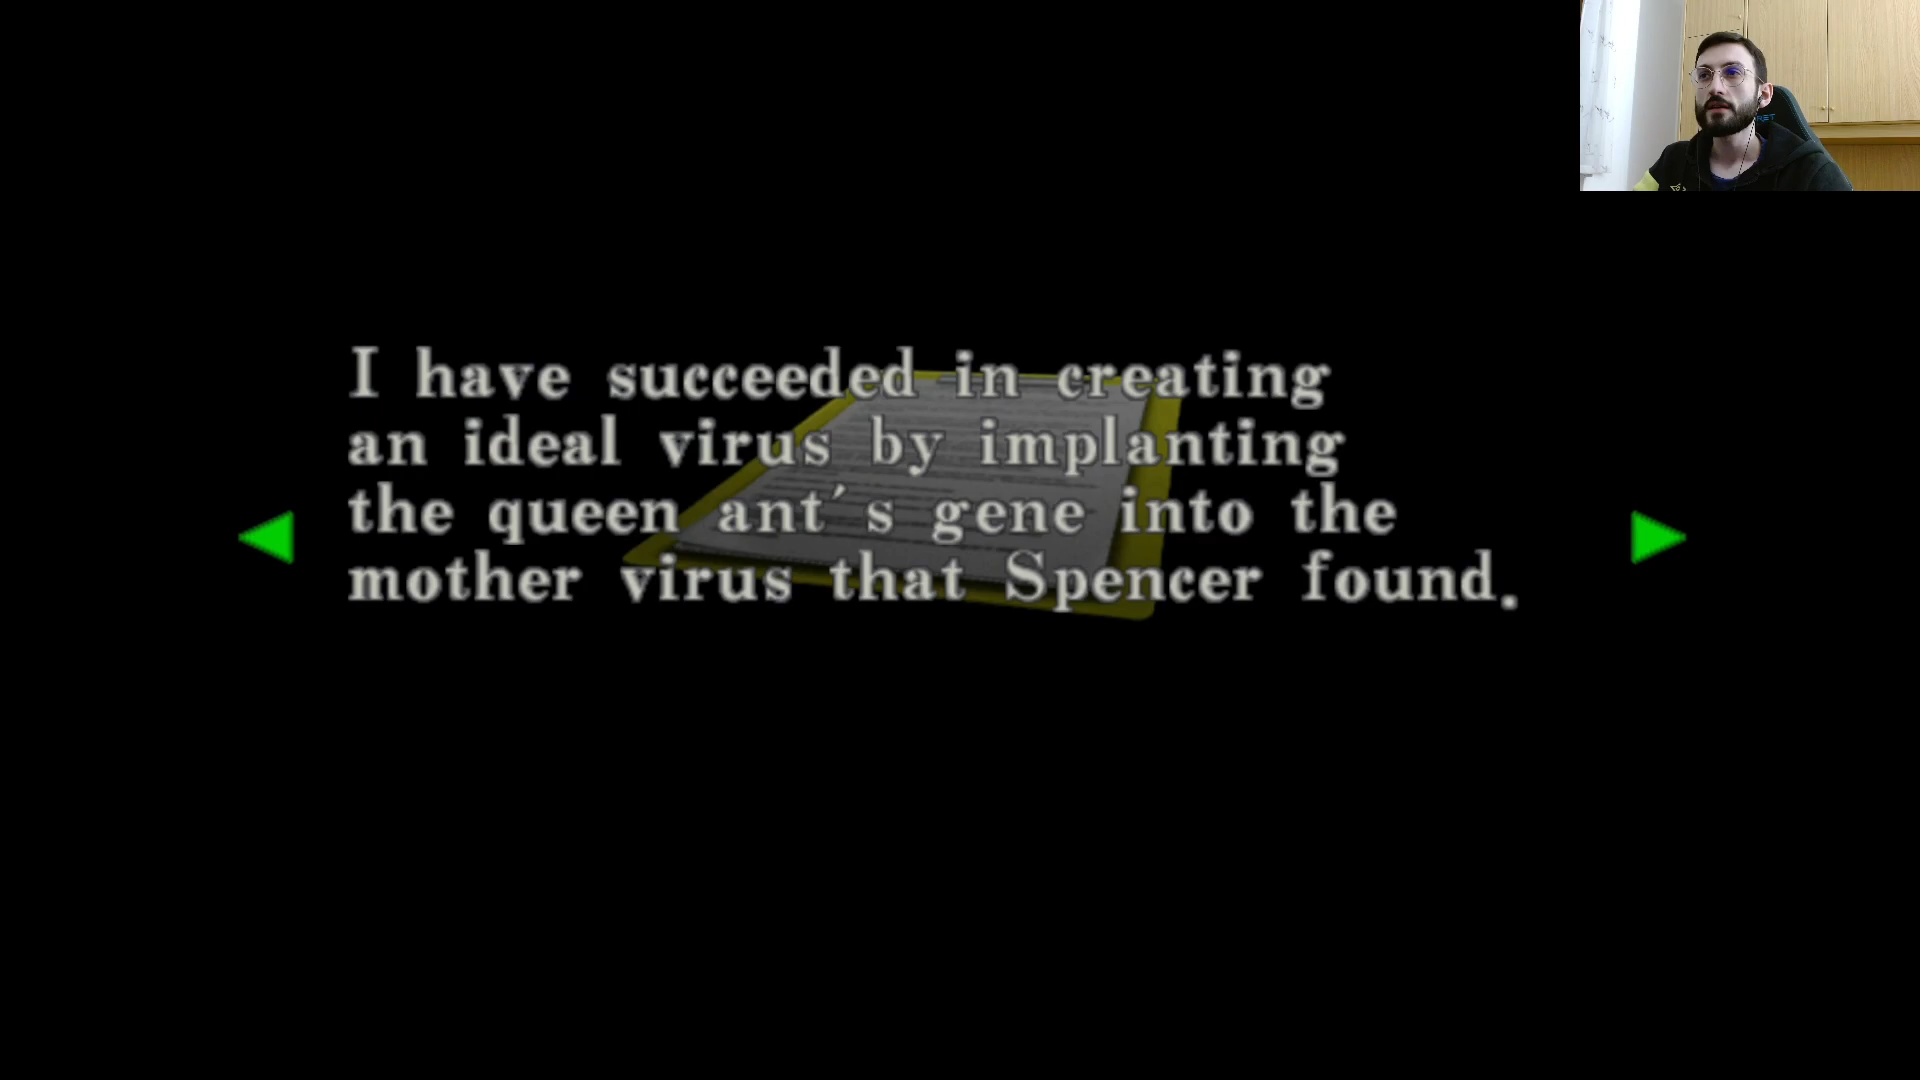 I have succeeded in creating
an ideal virus by implanting
the queen ant's gene into the
mother virus that Spencer found.